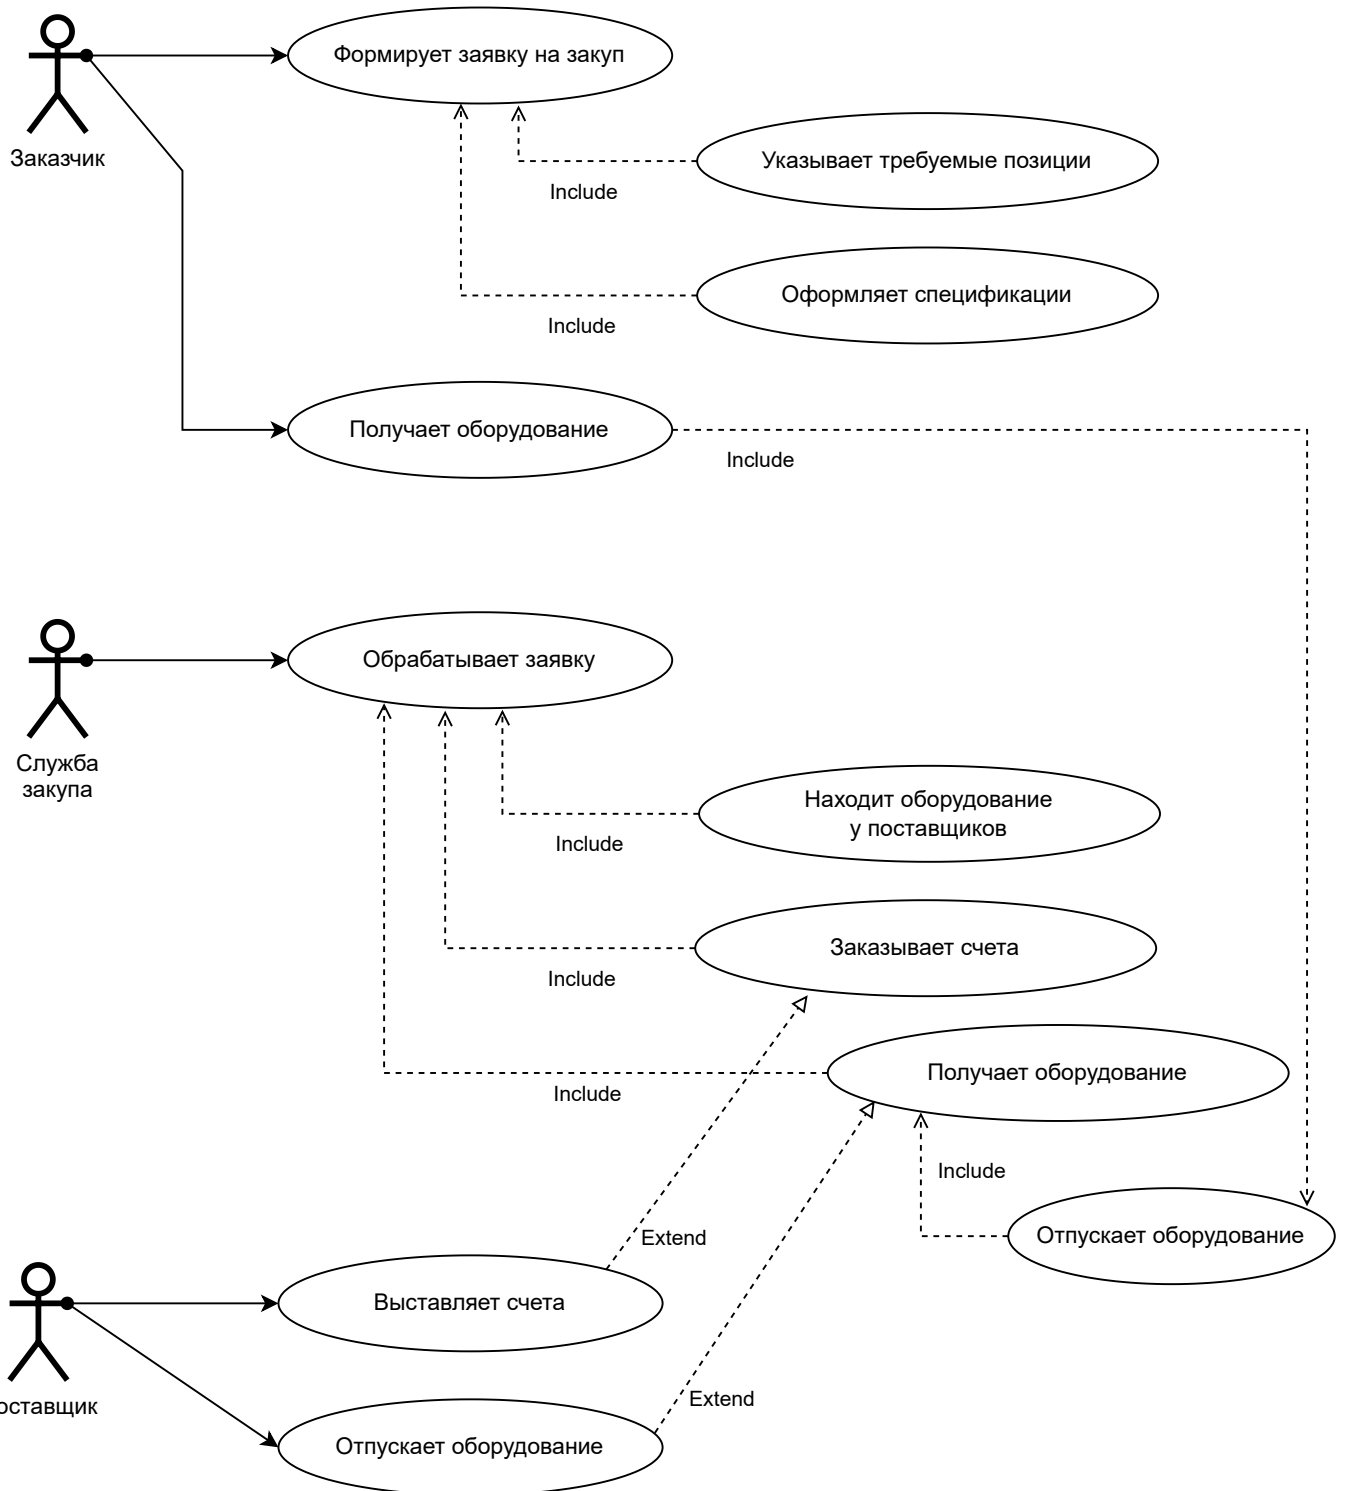 Формирует заявку на закуп
Заказчик
Указывает требуемые позиции
Include
Оформляет спецификации
Include
Получает оборудование
Include
Обрабатывает заявку
Служба
закупа
Находит оборудование
у поставщиков
Include
Заказывает счета
Include
Получает оборудование
Include
Include
Отпускает оборудование
Extend
Выставляет счета
Extend
оставщик
Отпускает оборудование